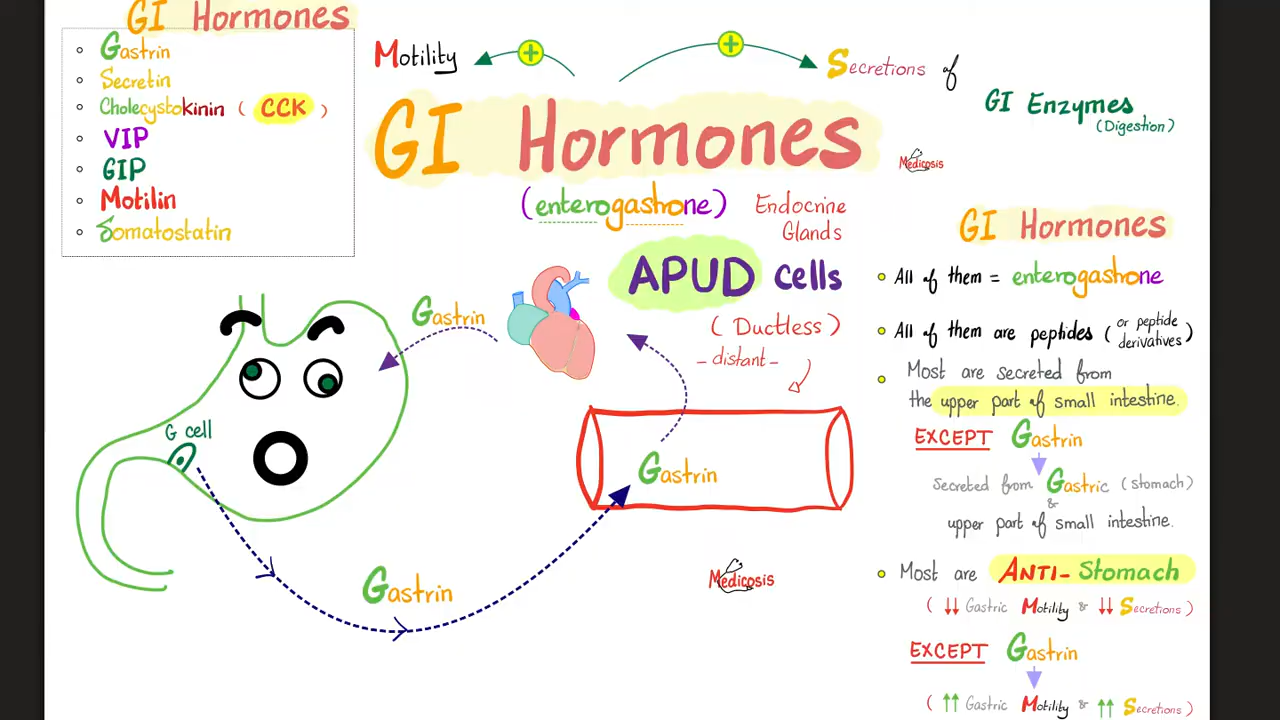 GI Hormones
Gastrin
Secretin
Cholecystokinin ( CCK )
VIP
GIP
Motilin
Somatostatin
Motility
+
+
Secretions of
GI Enzymes
(Digestion)
GI Hormones
Medicosis
(enterogastrone)
Endocrine
Glands
APUD cells
( Ductless )
- distant -
Gastrin
G cell
Gastrin
Gastrin
Medicosis
GI Hormones
All of them = enterogastrone
All of them are peptides ( or peptide
derivatives )
Most are secreted from
the upper part of small intestine.
EXCEPT Gastrin
secreted from Gastric (stomach)
&
upper part of small intestine.
Most are ANTI-Stomach
( ↓↓ Gastric Motility & ↓↓ Secretions )
EXCEPT Gastrin
( ↑↑ Gastric Motility & ↑↑ Secretions )